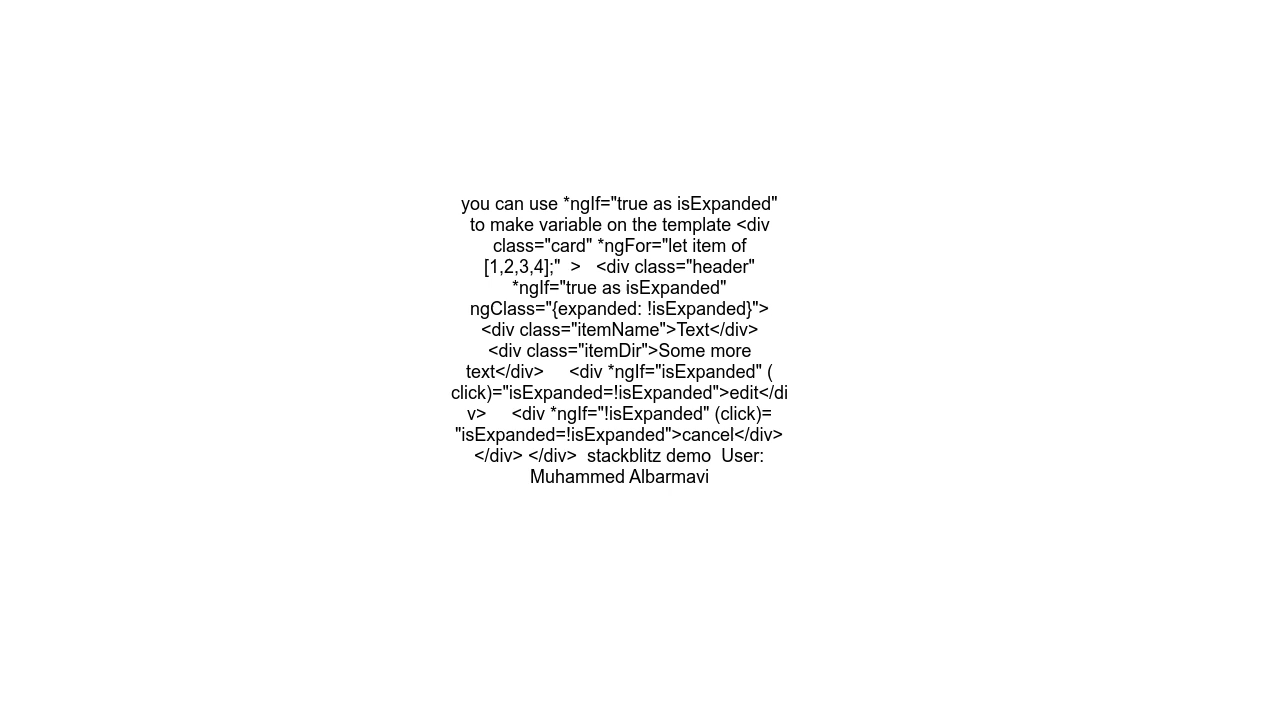 you can use *ngIf="true as isExpanded"
to make variable on the template <div
class="card" *ngFor="let item of
[1,2,3,4];"  >   <div class="header"
*ngIf="true as isExpanded"
ngClass="{expanded: !isExpanded}">
<div class="itemName">Text</div>
<div class="itemDir">Some more
text</div>     <div *ngIf="isExpanded" (
click)="isExpanded=!isExpanded">edit</di
v>     <div *ngIf="!isExpanded" (click)=
"isExpanded=!isExpanded">cancel</div>
</div> </div>  stackblitz demo  User:
Muhammed Albarmavi